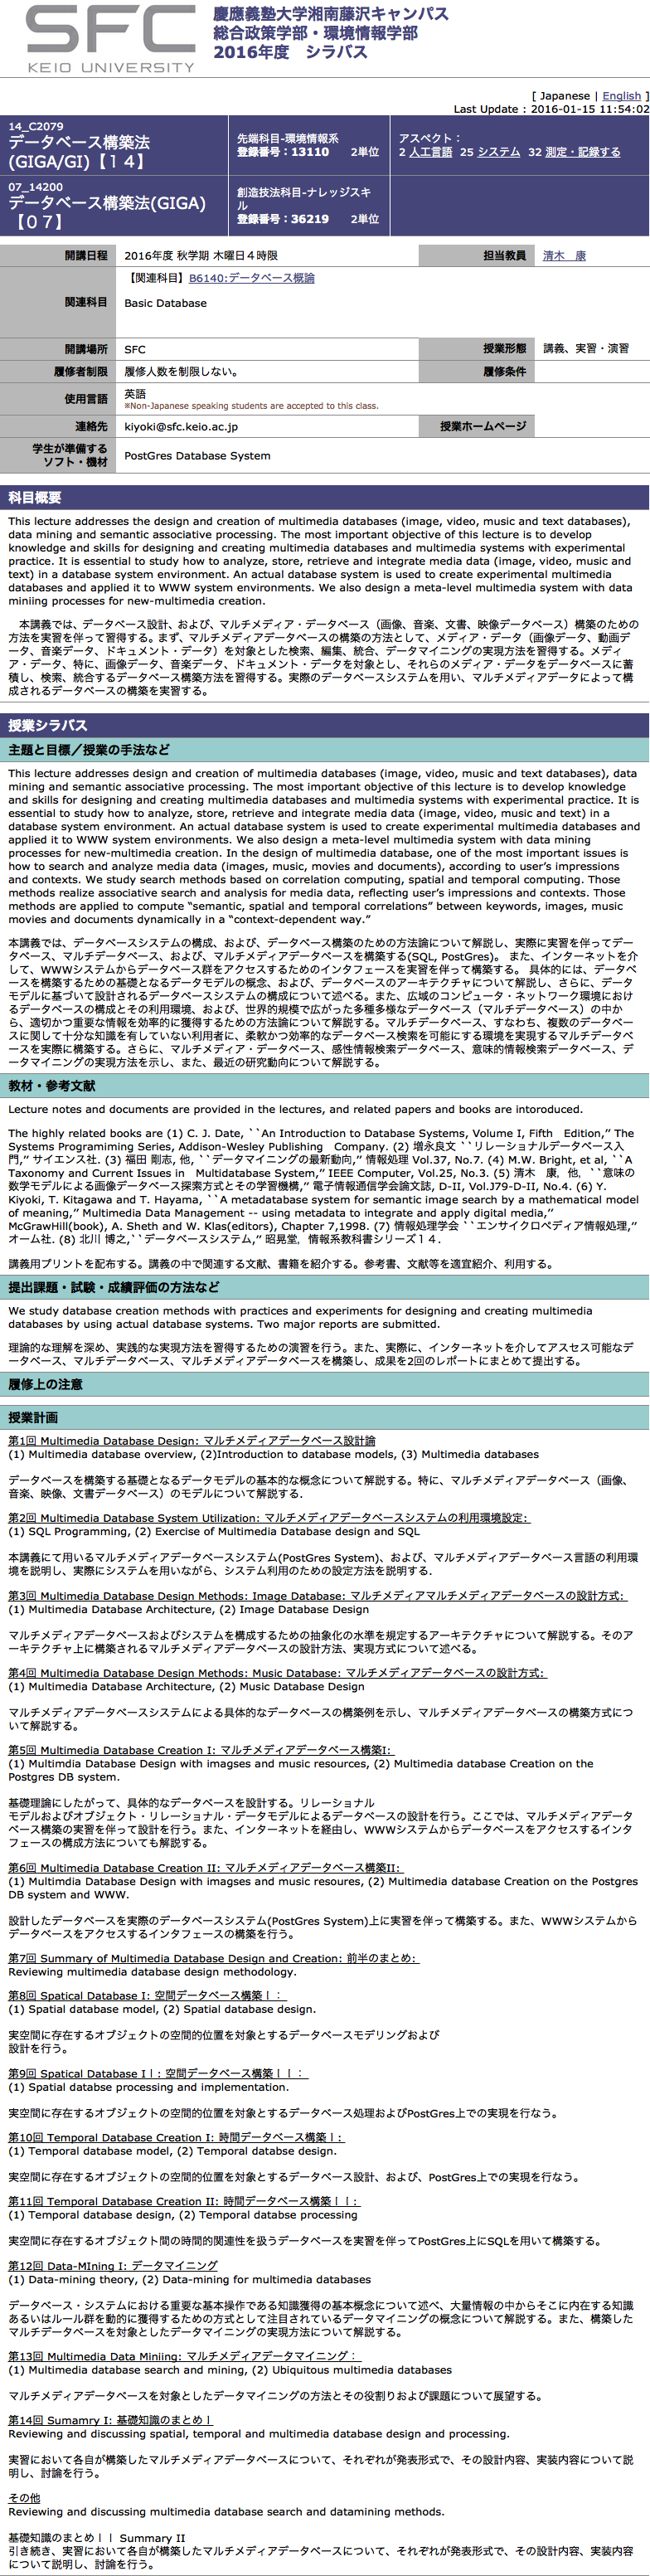 SFC
KEIO UNIVERSITY
慶應義塾大学湘南藤沢キャンパス
総合政策学部・環境情報学部
2016年度　シラバス
[ Japanese | English ]
Last Update : 2016-01-15 11:54:02
14_C2079
データベース構築法
(GIGA/GI)【１４】
先端科目-環境情報系
登録番号：13110　2単位
アスペクト：
2 人工言語 25 システム 32 測定・記録する
07_14200
データベース構築法(GIGA)
【０７】
創造技法科目-ナレッジスキ
ル
登録番号：36219　2単位
開講日程
2016年度 秋学期 木曜日４時限
担当教員
清木　康
関連科目
【関連科目】B6140:データベース概論
Basic Database
開講場所
SFC
授業形態
講義、実習・演習
履修者制限
履修人数を制限しない。
履修条件
使用言語
英語
※Non-Japanese speaking students are accepted to this class.
連絡先
kiyoki@sfc.keio.ac.jp
授業ホームページ
学生が準備する
ソフト・機材
PostGres Database System
科目概要
This lecture addresses the design and creation of multimedia databases (image, video, music and text databases),
data mining and semantic associative processing. The most important objective of this lecture is to develop
knowledge and skills for designing and creating multimedia databases and multimedia systems with experimental
practice. It is essential to study how to analyze, store, retrieve and integrate media data (image, video, music and
text) in a database system environment. An actual database system is used to create experimental multimedia
databases and applied it to WWW system environments. We also design a meta-level multimedia system with data
miniing processes for new-multimedia creation.
　本講義では、データベース設計、および、マルチメディア・データベース（画像、音楽、文書、映像データベース）構築のための
方法を実習を伴って習得する。まず、マルチメディアデータベースの構築の方法として、メディア・データ（画像データ、動画デ
ータ、音楽データ、ドキュメント・データ）を対象とした検索、編集、統合、データマイニングの実現方法を習得する。メディ
ア・データ、特に、画像データ、音楽データ、ドキュメント・データを対象とし、それらのメディア・データをデータベースに蓄
積し、検索、統合するデータベース構築方法を習得する。実際のデータベースシステムを用い、マルチメディアデータによって構
成されるデータベースの構築を実習する。
授業シラバス
主題と目標／授業の手法など
This lecture addresses design and creation of multimedia databases (image, video, music and text databases), data
mining and semantic associative processing. The most important objective of this lecture is to develop knowledge
and skills for designing and creating multimedia databases and multimedia systems with experimental practice. It is
essential to study how to analyze, store, retrieve and integrate media data (image, video, music and text) in a
database system environment. An actual database system is used to create experimental multimedia databases and
applied it to WWW system environments. We also design a meta-level multimedia system with data mining
processes for new-multimedia creation. In the design of multimedia database, one of the most important issues is
how to search and analyze media data (images, music, movies and documents), according to user’s impressions
and contexts. We study search methods based on correlation computing, spatial and temporal computing. Those
methods realize associative search and analysis for media data, reflecting user’s impressions and contexts. Those
methods are applied to compute “semantic, spatial and temporal correlations” between keywords, images, music
movies and documents dynamically in a “context-dependent way.”
本講義では、データベースシステムの構成、および、データベース構築のための方法論について解説し、実際に実習を伴ってデー
タベース、マルチデータベース、および、マルチメディアデータベースを構築する(SQL, PostGres)。 また、インターネットを介
して、WWWシステムからデータベース群をアクセスするためのインタフェースを実習を伴って構築する。 具体的には、データベ
ースを構築するための基礎となるデータモデルの概念、および、データベースのアーキテクチャについて解説し、さらに、データ
モデルに基づいて設計されるデータベースシステムの構成について述べる。また、広域のコンピュータ・ネットワーク環境におけ
るデータベースの構成とその利用環境、および、世界的規模で広がった多種多様なデータベース（マルチデータベース）の中か
ら、適切かつ重要な情報を効率的に獲得するための方法論について解説する。マルチデータベース、すなわち、複数のデータベー
スに関して十分な知識を有していない利用者に、柔軟かつ効率的なデータベース検索を可能にする環境を実現するマルチデータベ
ースを実際に構築する。さらに、マルチメディア・データベース、感性情報検索データベース、意味的情報検索データベース、デ
ータマイニングの実現方法を示し、また、最近の研究動向について解説する。
教材・参考文献
Lecture notes and documents are provided in the lectures, and related papers and books are intoroduced.
The highly related books are (1) C. J. Date, ``An Introduction to Database Systems, Volume I, Fifth　Edition,” The
Systems Programiming Series, Addison-Wesley Publishing　Company. (2) 増永良文 ``リレーショナルデータベース入
門,” サイエンス社. (3) 福田 剛志, 他, ``データマイニングの最新動向,” 情報処理 Vol.37, No.7. (4) M.W. Bright, et al, ``A
Taxonomy and Current Issues in　Multidatabase System,” IEEE Computer, Vol.25, No.3. (5) 清木　康，他，``意味の
数学モデルによる画像データベース探索方式とその学習機構,” 電子情報通信学会論文誌, D-II, Vol.J79-D-II, No.4. (6) Y.
Kiyoki, T. Kitagawa and T. Hayama, ``A metadatabase system for semantic image search by a mathematical model
of meaning,” Multimedia Data Management -- using metadata to integrate and apply digital media,”
McGrawHill(book), A. Sheth and W. Klas(editors), Chapter 7,1998. (7) 情報処理学会 ``エンサイクロペディア情報処理,”
オーム社. (8) 北川 博之,``データベースシステム,” 昭晃堂，情報系教科書シリーズ１４.
講義用プリントを配布する。講義の中で関連する文献、書籍を紹介する。参考書、文献等を適宜紹介、利用する。
提出課題・試験・成績評価の方法など
We study database creation methods with practices and experiments for designing and creating multimedia
databases by using actual database systems. Two major reports are submitted.
理論的な理解を深め、実践的な実現方法を習得するための演習を行う。また、実際に、インターネットを介してアスセス可能なデ
ータベース、マルチデータベース、マルチメディアデータベースを構築し、成果を2回のレポートにまとめて提出する。
履修上の注意
授業計画
第1回 Multimedia Database Design: マルチメディアデータベース設計論
(1) Multimedia database overview, (2)Introduction to database models, (3) Multimedia databases
データベースを構築する基礎となるデータモデルの基本的な概念について解説する。特に、マルチメディアデータベース（画像、
音楽、映像、文書データベース）のモデルについて解説する.
第2回 Multimedia Database System Utilization: マルチメディアデータベースシステムの利用環境設定:
(1) SQL Programming, (2) Exercise of Multimedia Database design and SQL
本講義にて用いるマルチメディアデータベースシステム(PostGres System)、および、マルチメディアデータベース言語の利用環
境を説明し、実際にシステムを用いながら、システム利用のための設定方法を説明する.
第3回 Multimedia Database Design Methods: Image Database: マルチメディアマルチメディアデータベースの設計方式:
(1) Multimedia Database Architecture, (2) Image Database Design
マルチメディアデータベースおよびシステムを構成するための抽象化の水準を規定するアーキテクチャについて解説する。そのア
ーキテクチャ上に構築されるマルチメディアデータベースの設計方法、実現方式について述べる。
第4回 Multimedia Database Design Methods: Music Database: マルチメディアデータベースの設計方式:
(1) Multimedia Database Architecture, (2) Music Database Design
マルチメディアデータベースシステムによる具体的なデータベースの構築例を示し、マルチメディアデータベースの構築方式につ
いて解説する。
第5回 Multimedia Database Creation I: マルチメディアデータベース構築I:
(1) Multimdia Database Design with imagses and music resources, (2) Multimedia database Creation on the
Postgres DB system.
基礎理論にしたがって、具体的なデータベースを設計する。リレーショナル
モデルおよびオブジェクト・リレーショナル・データモデルによるデータベースの設計を行う。ここでは、マルチメディアデータ
ベース構築の実習を伴って設計を行う。また、インターネットを経由し、WWWシステムからデータベースをアクセスするインタ
フェースの構成方法についても解説する。
第6回 Multimedia Database Creation II: マルチメディアデータベース構築II:
(1) Multimdia Database Design with imagses and music resoures, (2) Multimedia database Creation on the Postgres
DB system and WWW.
設計したデータベースを実際のデータベースシステム(PostGres System)上に実習を伴って構築する。また、WWWシステムから
データベースをアクセスするインタフェースの構築を行う。
第7回 Summary of Multimedia Database Design and Creation: 前半のまとめ:
Reviewing multimedia database design methodology.
第8回 Spatical Database I: 空間データベース構築Ｉ：
(1) Spatial database model, (2) Spatial database design.
実空間に存在するオブジェクトの空間的位置を対象とするデータベースモデリングおよび
設計を行う。
第9回 Spatical Database IＩ: 空間データベース構築ＩＩ：
(1) Spatial databse processing and implementation.
実空間に存在するオブジェクトの空間的位置を対象とするデータベース処理およびPostGres上での実現を行なう。
第10回 Temporal Database Creation I: 時間データベース構築Ｉ:
(1) Temporal database model, (2) Temporal databse design.
実空間に存在するオブジェクトの空間的位置を対象とするデータベース設計、および、PostGres上での実現を行なう。
第11回 Temporal Database Creation II: 時間データベース構築ＩＩ:
(1) Temporal database design, (2) Temporal databse processing
実空間に存在するオブジェクト間の時間的関連性を扱うデータベースを実習を伴ってPostGres上にSQLを用いて構築する。
第12回 Data-MIning I: データマイニング
(1) Data-mining theory, (2) Data-mining for multimedia databases
データベース・システムにおける重要な基本操作である知識獲得の基本概念について述べ、大量情報の中からそこに内在する知識
あるいはルール群を動的に獲得するための方式として注目されているデータマイニングの概念について解説する。また、構築した
マルチデータベースを対象としたデータマイニングの実現方法について解説する。
第13回 Multimedia Data Miniing: マルチメディアデータマイニング：
(1) Multimedia database search and mining, (2) Ubiquitous multimedia databases
マルチメディアデータベースを対象としたデータマイニングの方法とその役割りおよび課題について展望する。
第14回 Sumamry I: 基礎知識のまとめＩ
Reviewing and discussing spatial, temporal and multimedia database design and processing.
実習において各自が構築したマルチメディアデータベースについて、それぞれが発表形式で、その設計内容、実装内容について説
明し、討論を行う。
その他
Reviewing and discussing multimedia database search and datamining methods.
基礎知識のまとめＩＩ Summary II
引き続き、実習において各自が構築したマルチメディアデータベースについて、それぞれが発表形式で、その設計内容、実装内容
について説明し、討論を行う。